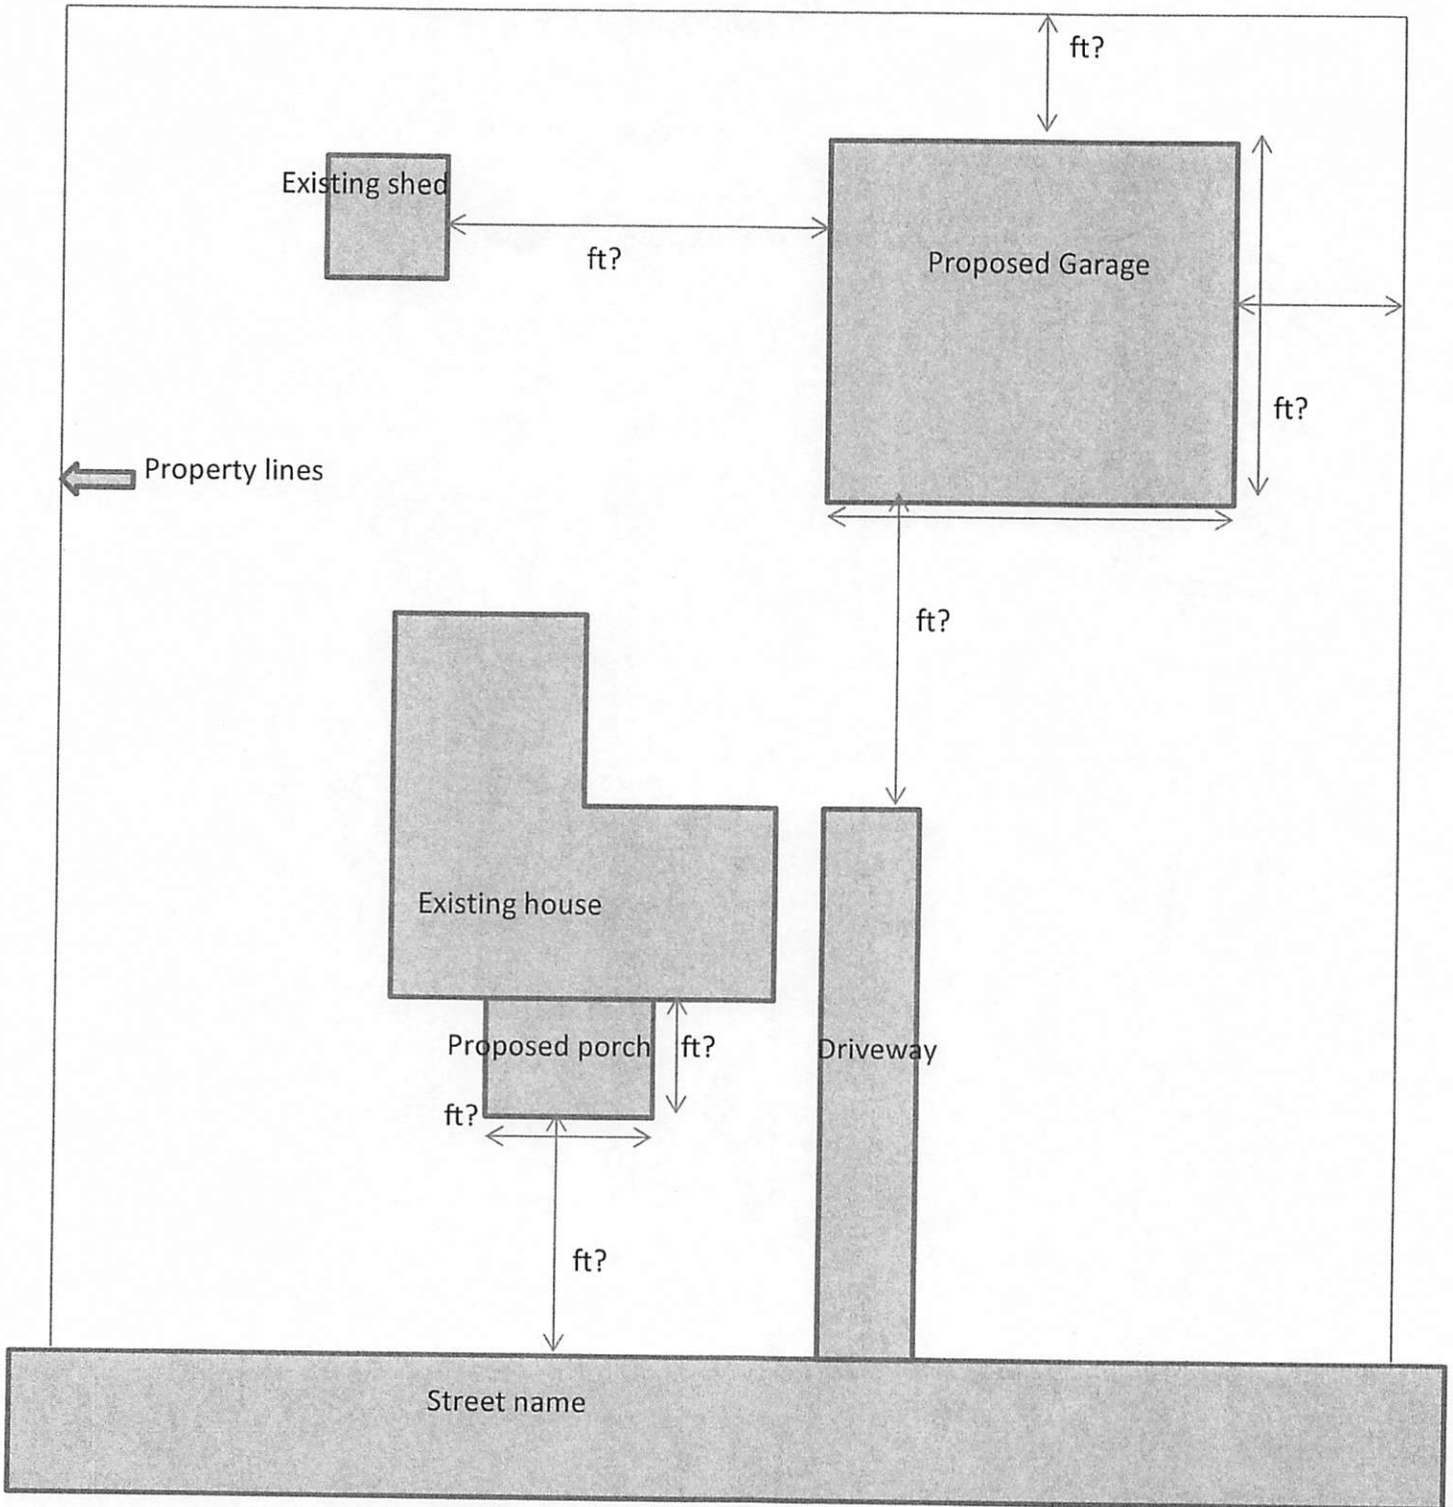 ft?
Existing shed
ft?
Proposed Garage
ft?
Property lines
ft?
Existing house
Proposed porch
ft?
Driveway
ft?
ft?
Street name